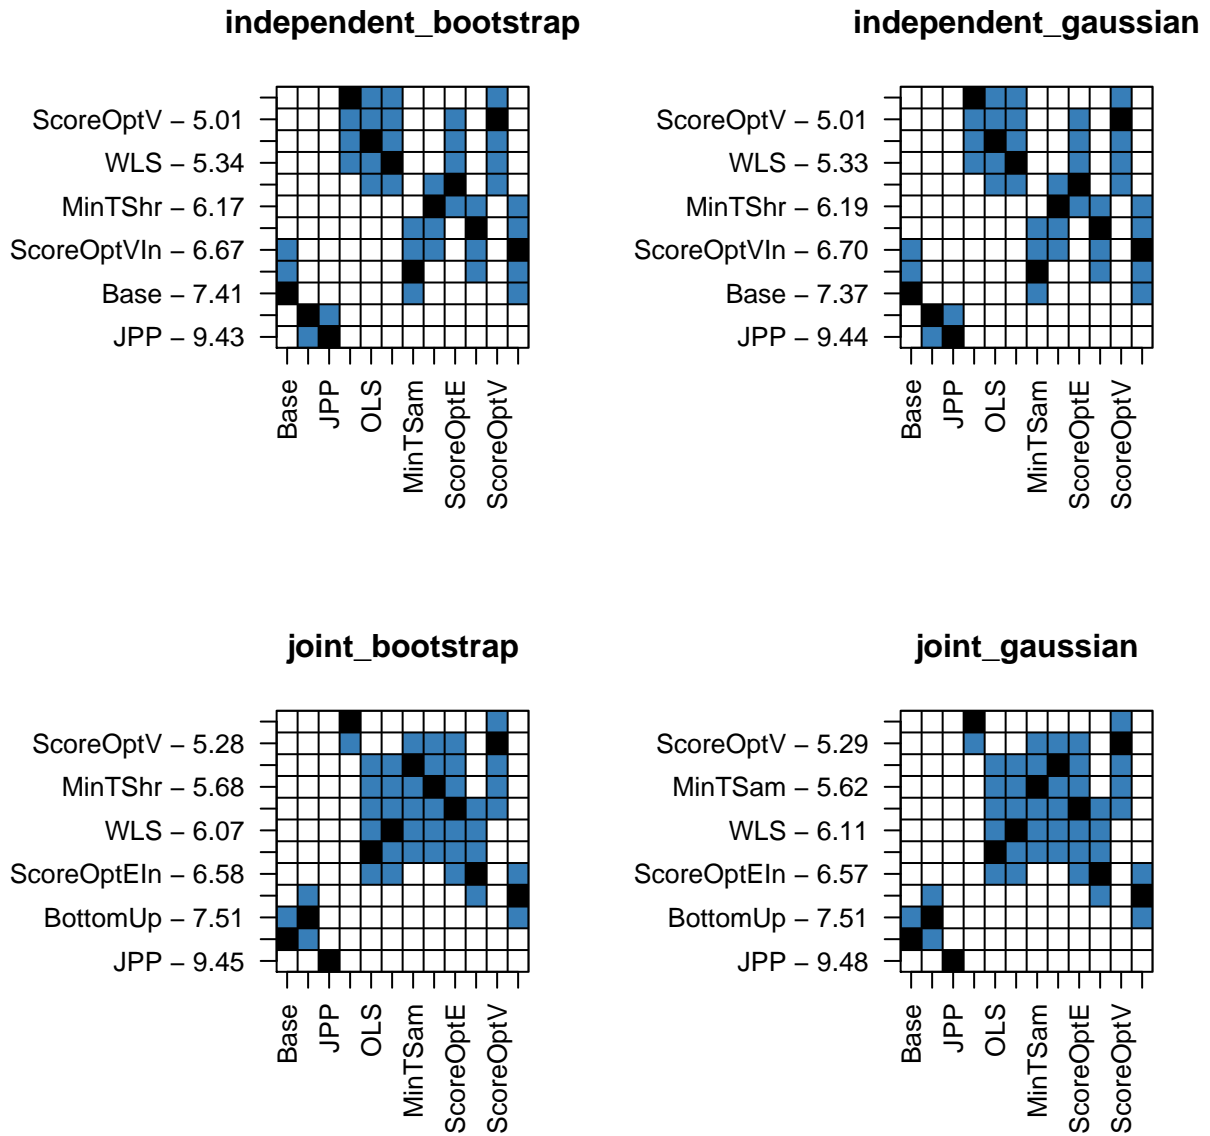 independent_bootstrap
ScoreOptV − 5.01
WLS − 5.34
MinTShr − 6.17
ScoreOptVIn − 6.67
Base − 7.41
JPP − 9.43
Base
JPP
OLS
MinTSam
ScoreOptE
ScoreOptV
independent_gaussian
ScoreOptV − 5.01
WLS − 5.33
MinTShr − 6.19
ScoreOptVIn − 6.70
Base − 7.37
JPP − 9.44
Base
JPP
OLS
MinTSam
ScoreOptE
ScoreOptV
joint_bootstrap
ScoreOptV − 5.28
MinTShr − 5.68
WLS − 6.07
ScoreOptEIn − 6.58
BottomUp − 7.51
JPP − 9.45
Base
JPP
OLS
MinTSam
ScoreOptE
ScoreOptV
joint_gaussian
ScoreOptV − 5.29
MinTSam − 5.62
WLS − 6.11
ScoreOptEIn − 6.57
BottomUp − 7.51
JPP − 9.48
Base
JPP
OLS
MinTSam
ScoreOptE
ScoreOptV